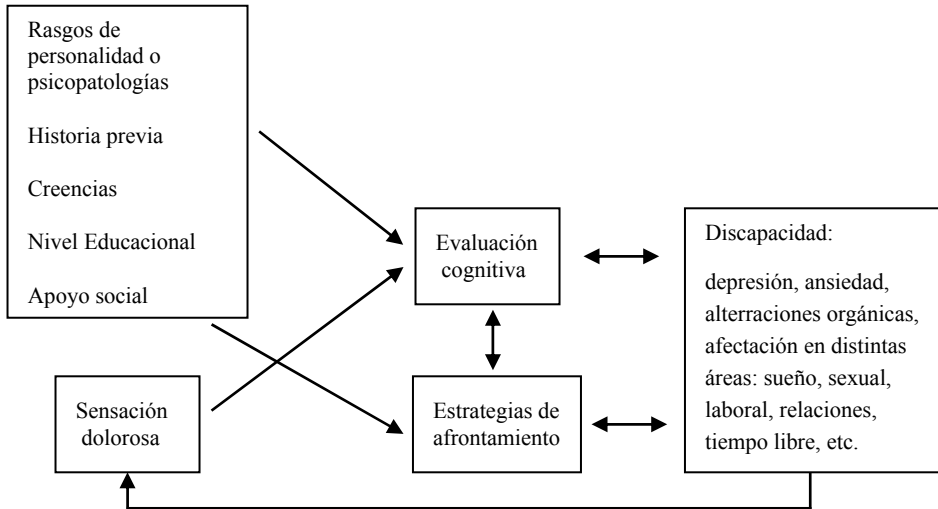 Rasgos de
personalidad o
psicopatologías
Historia previa
Creencias
Nivel Educacional
Apoyo social
Evaluación
cognitiva
Discapacidad:
depresión, ansiedad,
alterraciones orgánicas,
afectación en distintas
áreas: sueño, sexual,
laboral, relaciones,
tiempo libre, etc.
Sensación
dolorosa
Estrategias de
afrontamiento